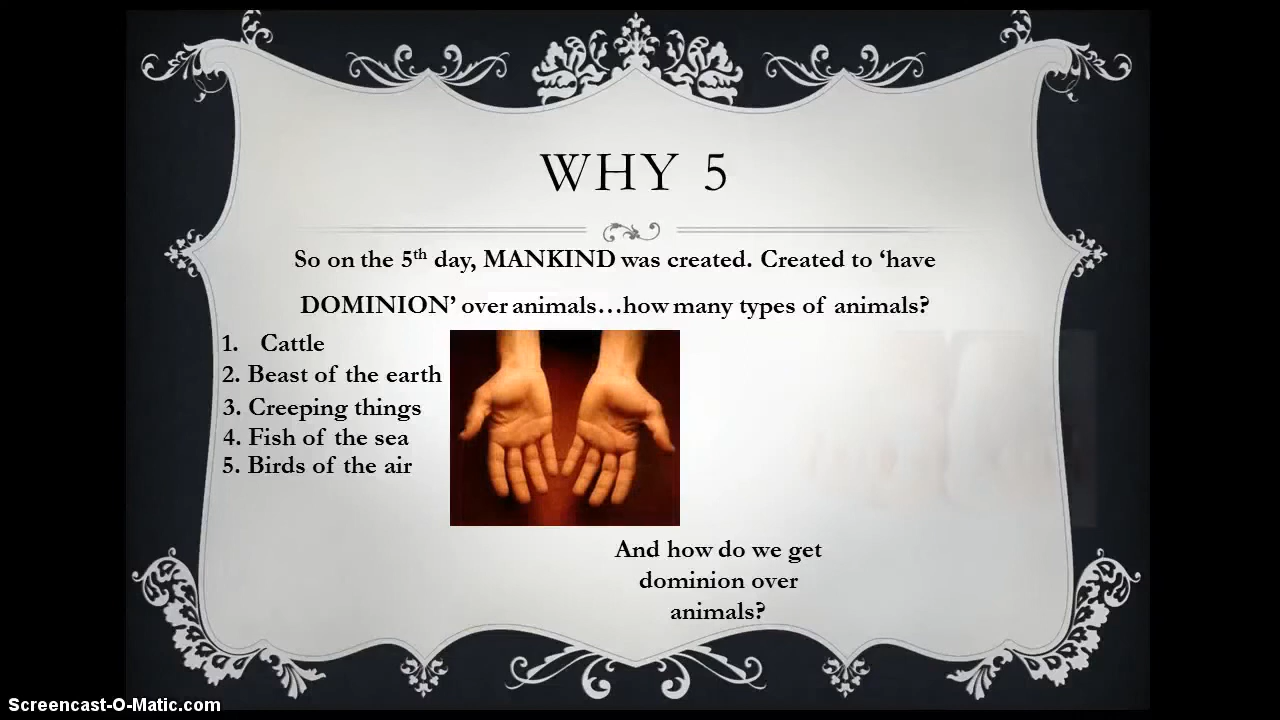 WHY 5
So on the 5th day, MANKIND was created. Created to ‘have
DOMINION’ over animals…how many types of animals?
1. Cattle
2. Beast of the earth
3. Creeping things
4. Fish of the sea
5. Birds of the air
And how do we get
dominion over
animals?
Screencast-O-Matic.com